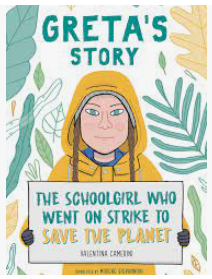 GRETA'S
STORY
THE SCHOOLGIRL WHO
WENT ON STRIKE TO
SAVE THE PLANET
VALENTINA CAMERINI